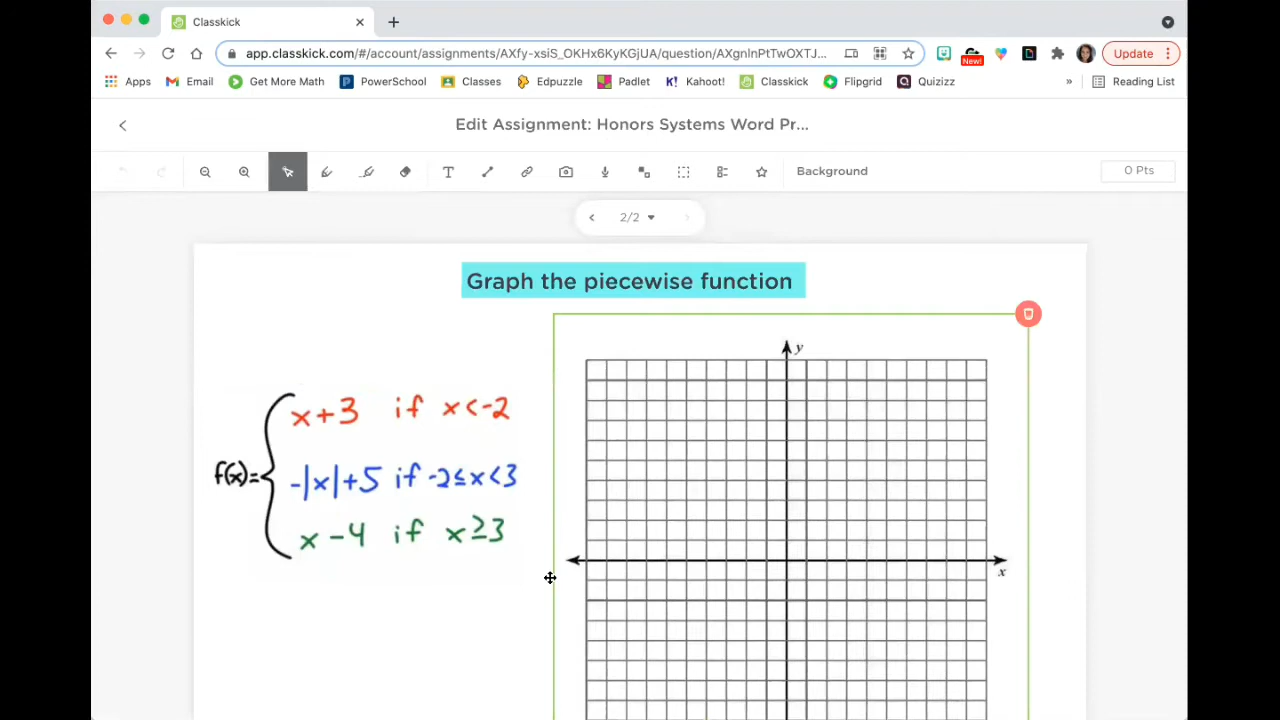 Classkick
app.classkick.com/#/account/assignments/AXfy-xsiS_OKHx6KyKGjUA/question/AXgnlnPtTwOXTJ...
New!
Update
Apps Email Get More Math PowerSchool Classes Edpuzzle Padlet K! Kahoot! Classkick Flipgrid Quizizz » Reading List
Edit Assignment: Honors Systems Word Pr...
T Background 0 Pts
2/2
Graph the piecewise function
y
x+3 if x<-2
f(x)= -|x|+5 if -2≤x<3
x-4 if x≥3
x